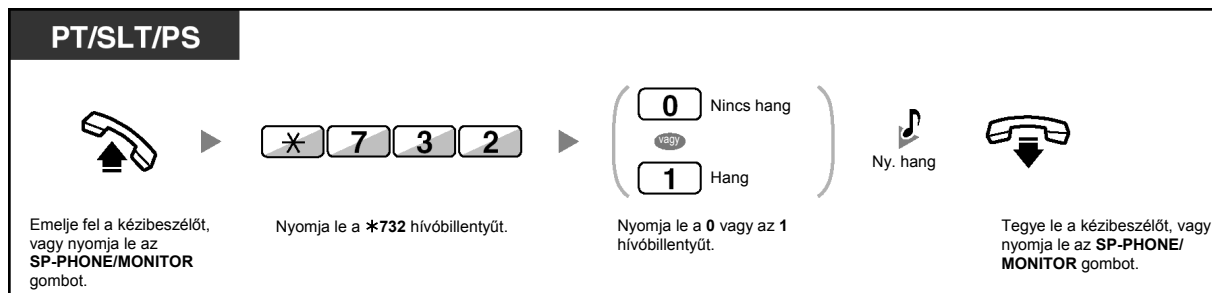 PT/SLT/PS
0 Nincs hang
vagy
1 Hang
7 3 2
Ny. hang
Emelje fel a kézibeszélőt,
vagy nyomja le az
SP-PHONE/MONITOR
gombot.
Nyomja le a *732 hívóbillentyűt.
Nyomja le a 0 vagy az 1
hívóbillentyűt.
Tegye le a kézibeszélőt, vagy
nyomja le az SP-PHONE/
MONITOR gombot.